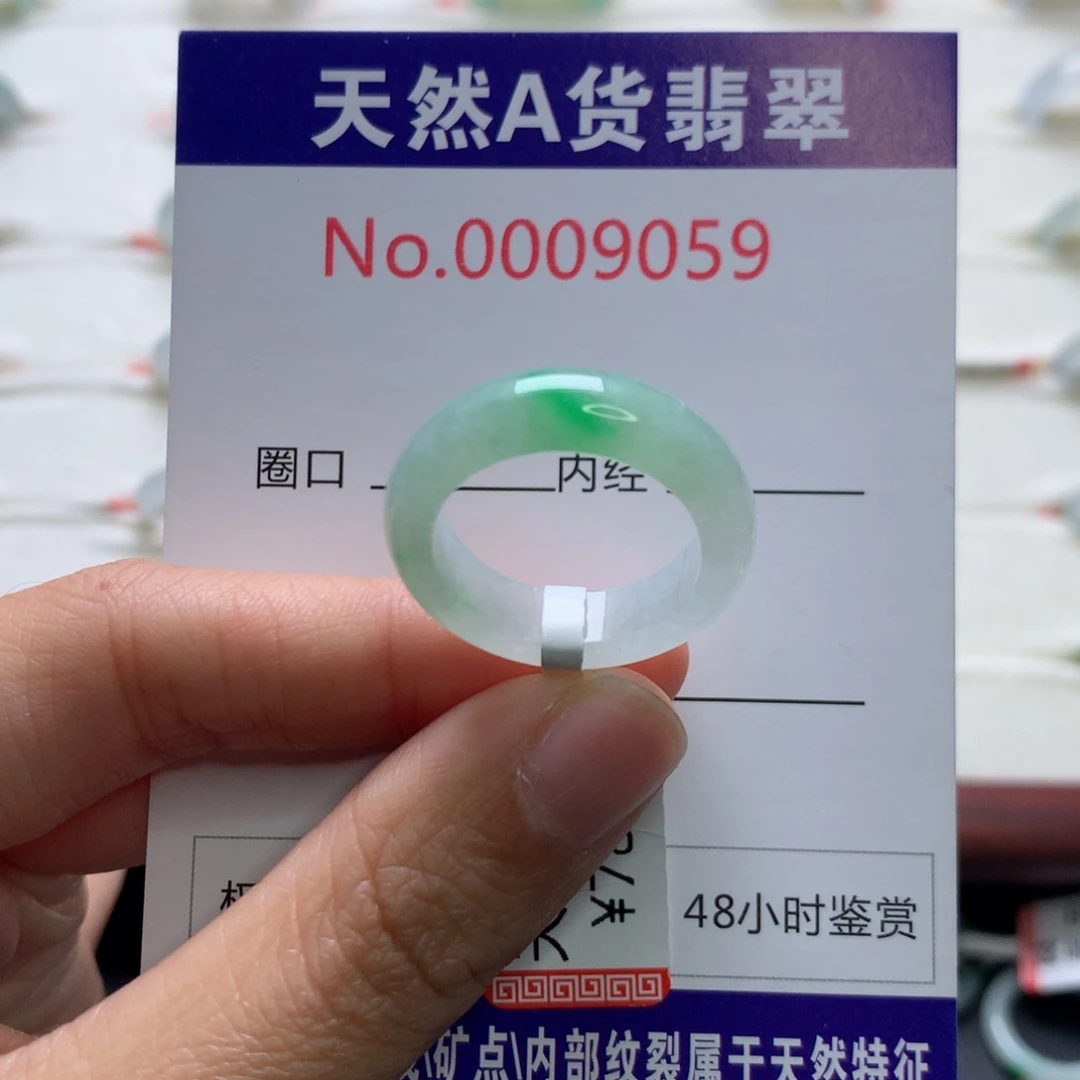 天然A货翡翠
No.0009059
圈口 内经
48小时鉴赏
\矿点\内部纹裂属于天然特征